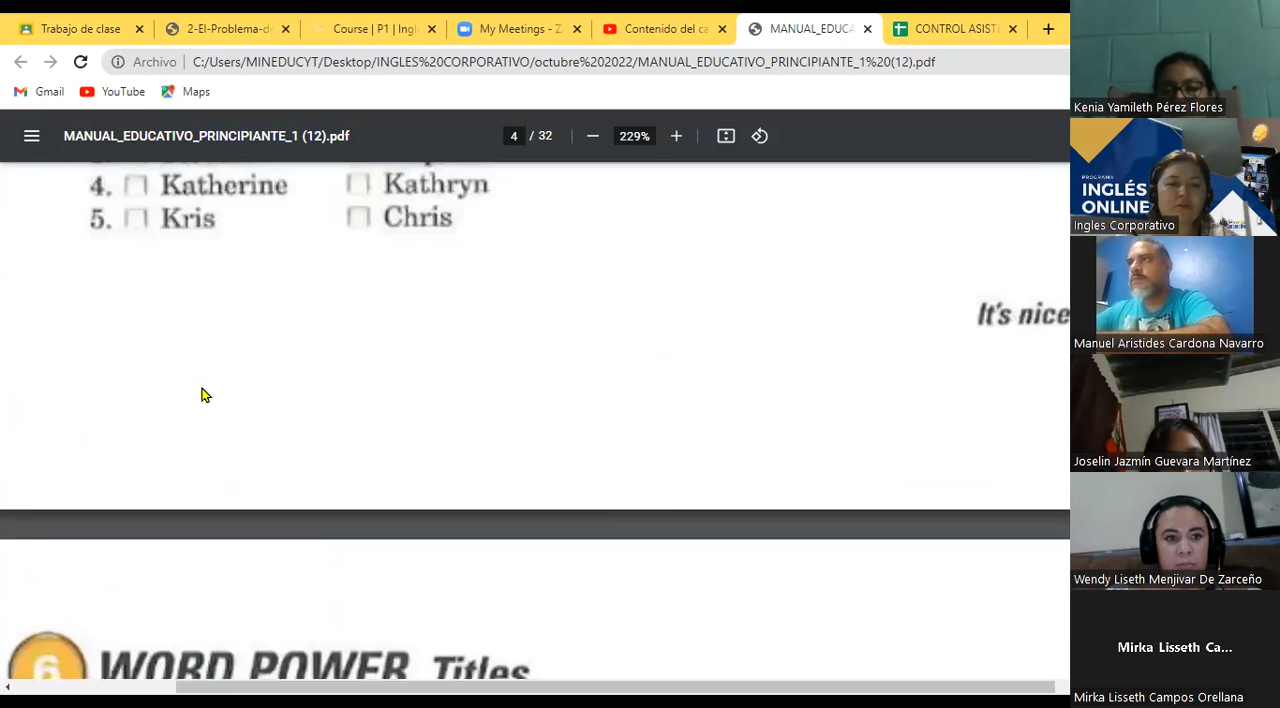 Trabajo de clase
2-El-Problema-d
Course | P1 | Ingl
My Meetings - Z
Contenido del ca
MANUAL_EDUCA
CONTROL ASIST
Archivo C:/Users/MINEDUCYT/Desktop/INGLES%20CORPORATIVO/octubre%202022/MANUAL_EDUCATIVO_PRINCIPIANTE_1%20(12).pdf
Gmail YouTube Maps
MANUAL_EDUCATIVO_PRINCIPIANTE_1 (12).pdf 4 / 32 229%
4. Katherine Kathryn
5. Kris Chris
It's nice
6 WORD POWER Titles
Kenia Yamileth Pérez Flores
PROGRAMA
INGLÉS
ONLINE
Ingles Corporativo
Manuel Aristides Cardona Navarro
Joselin Jazmín Guevara Martínez
Wendy Liseth Menjivar De Zarceño
Mirka Lisseth Ca...
Mirka Lisseth Campos Orellana